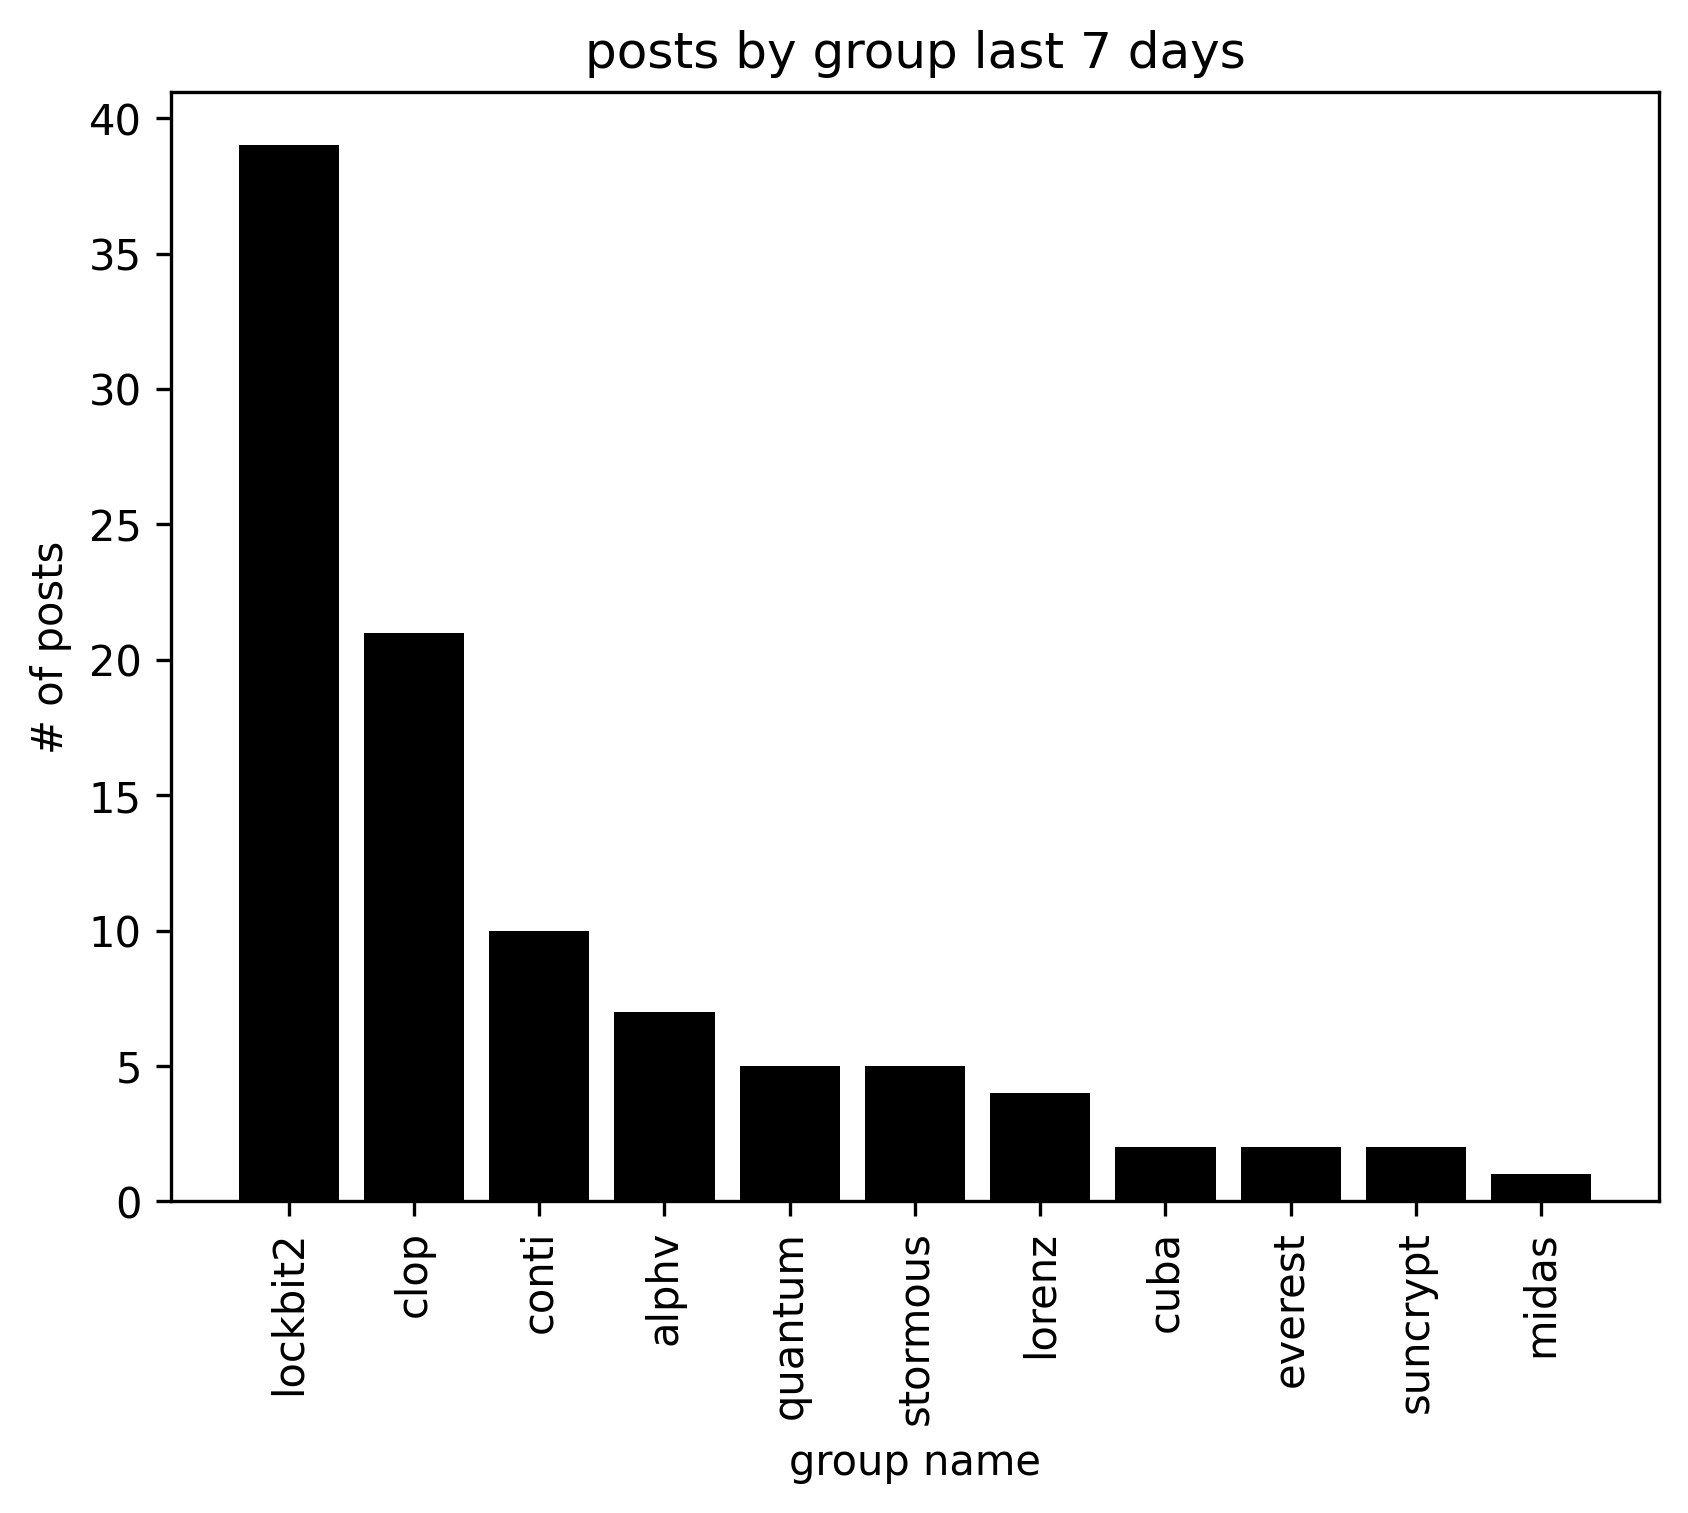 posts by group last 7 days
# of posts
40
35
30
25
20
15
10
5
0
lockbit2
clop
conti
alphv
quantum
stormous
lorenz
cuba
everest
suncrypt
midas
group name